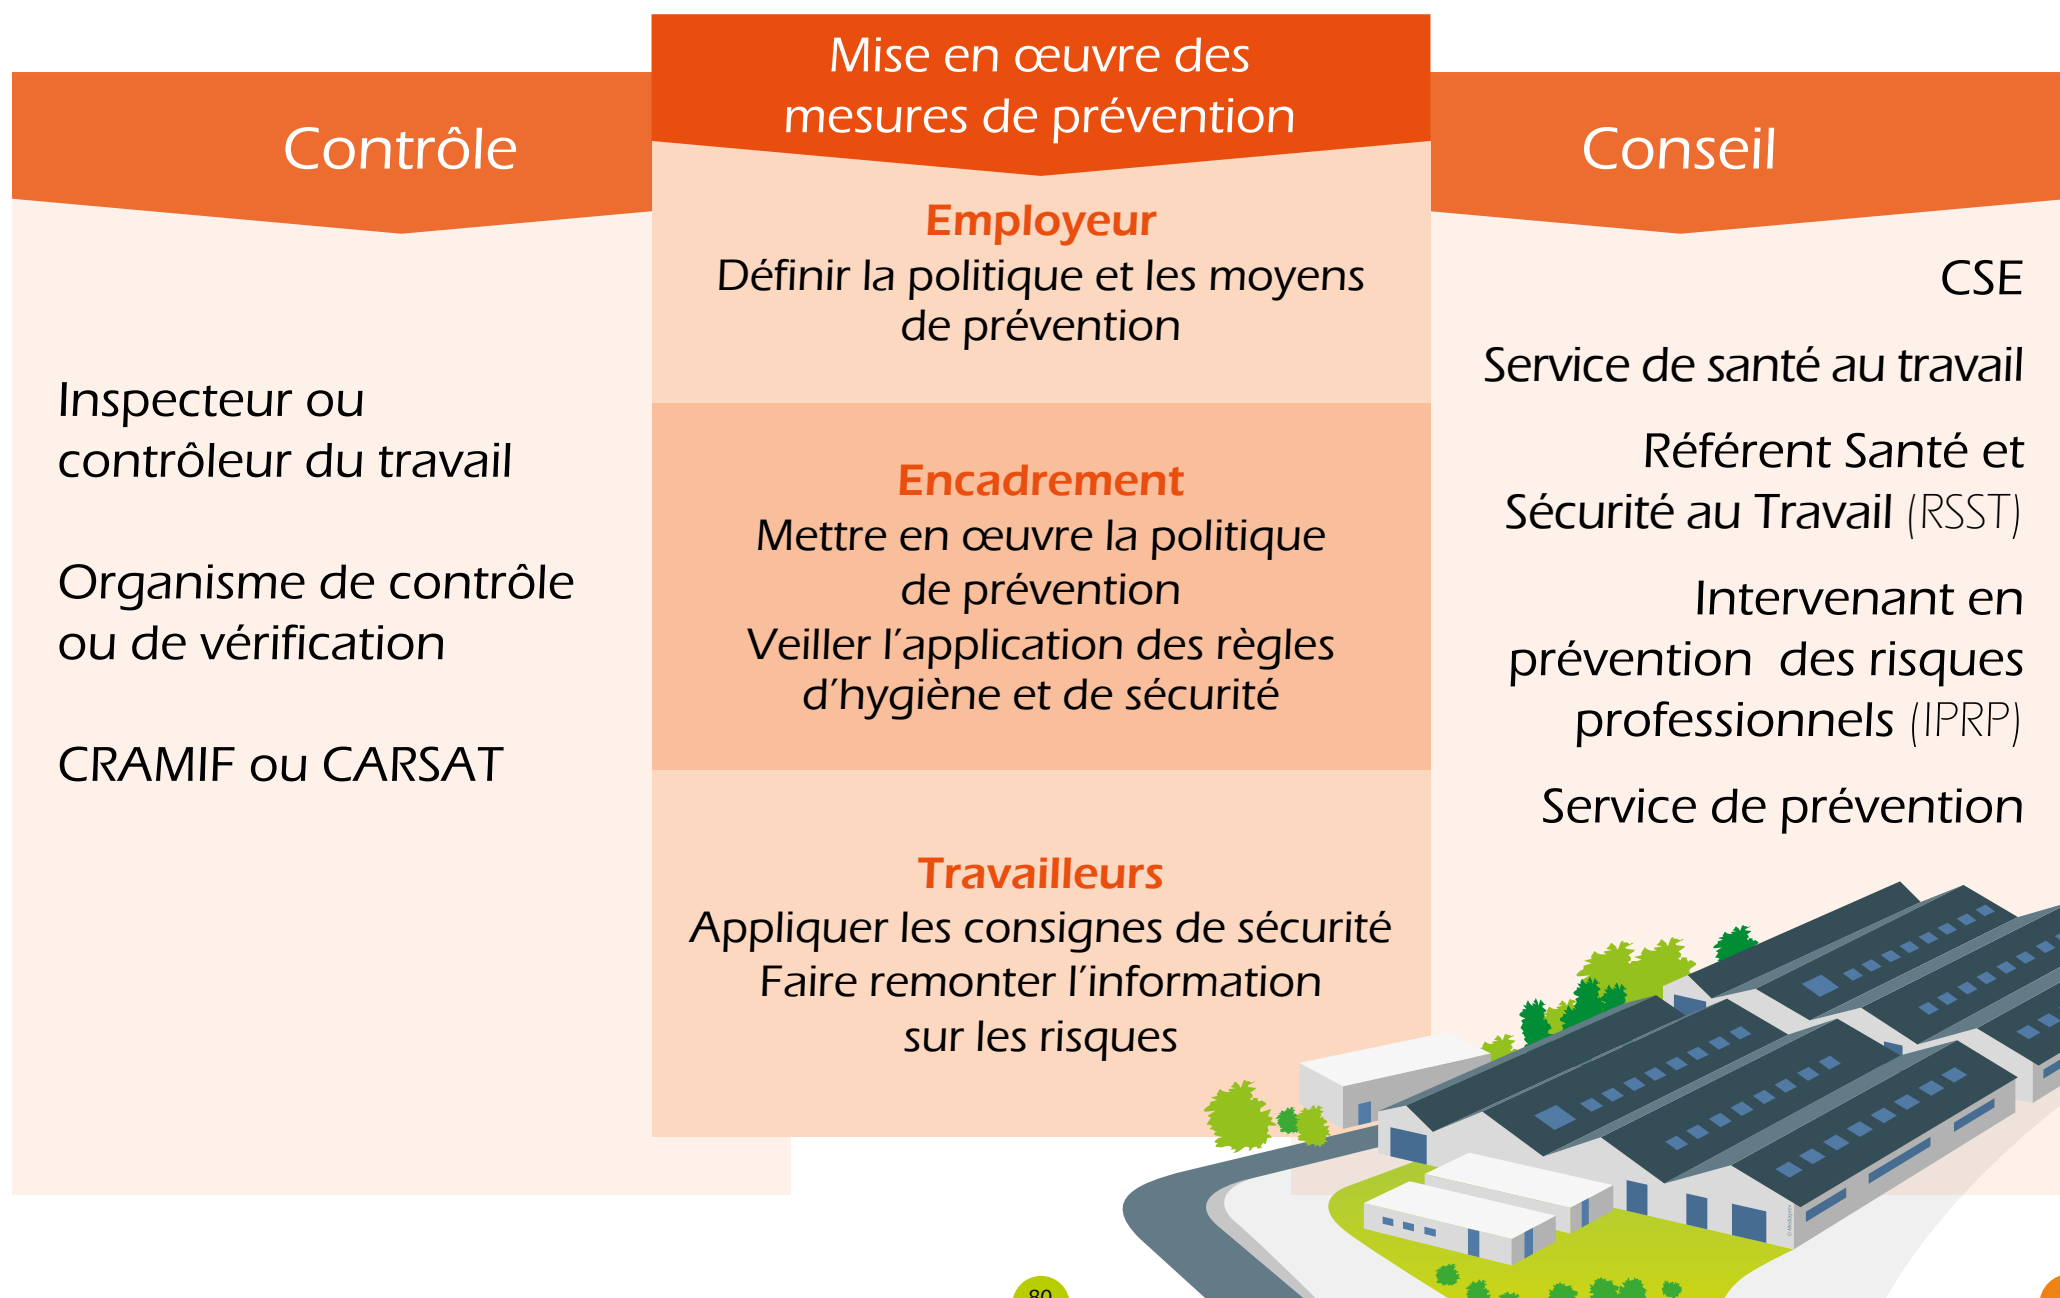 Contrôle
Inspecteur ou
contrôleur du travail
Organisme de contrôle
ou de vérification
CRAMIF ou CARSAT
Mise en œuvre des
mesures de prévention
Employeur
Définir la politique et les moyens
de prévention
Encadrement
Mettre en œuvre la politique
de prévention
Veiller l’application des règles
d’hygiène et de sécurité
Travailleurs
Appliquer les consignes de sécurité
Faire remonter l’information
sur les risques
Conseil
CSE
Service de santé au travail
Référent Santé et
Sécurité au Travail (RSST)
Intervenant en
prévention des risques
professionnels (IPRP)
Service de prévention
80